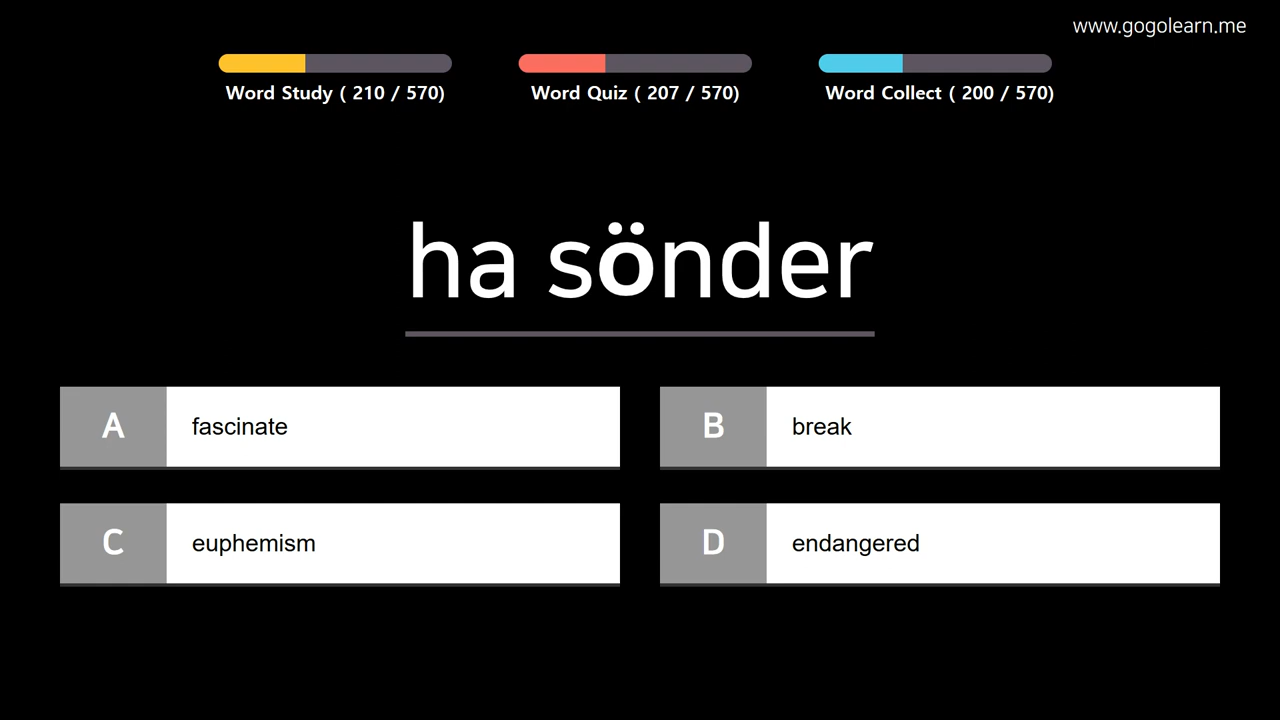 www.gogolearn.me
Word Study ( 210 / 570)
Word Quiz ( 207 / 570)
Word Collect ( 200 / 570)
ha sönder
A fascinate
B break
C euphemism
D endangered